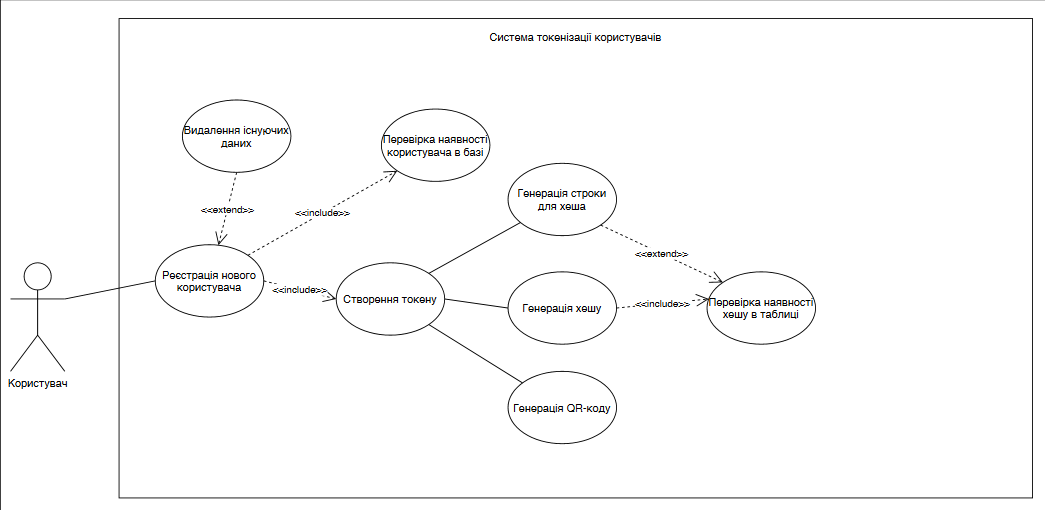 Система токенізації користувачів
Видалення існуючих
даних
Перевірка наявності
користувача в базі
<<extend>>
<<include>>
Генерація строки
для хеша
<<extend>>
Реєстрація нового
користувача
<<include>>
Створення токену
Генерація хешу
<<include>>
Перевірка наявності
хешу в таблиці
Користувач
Генерація QR-коду